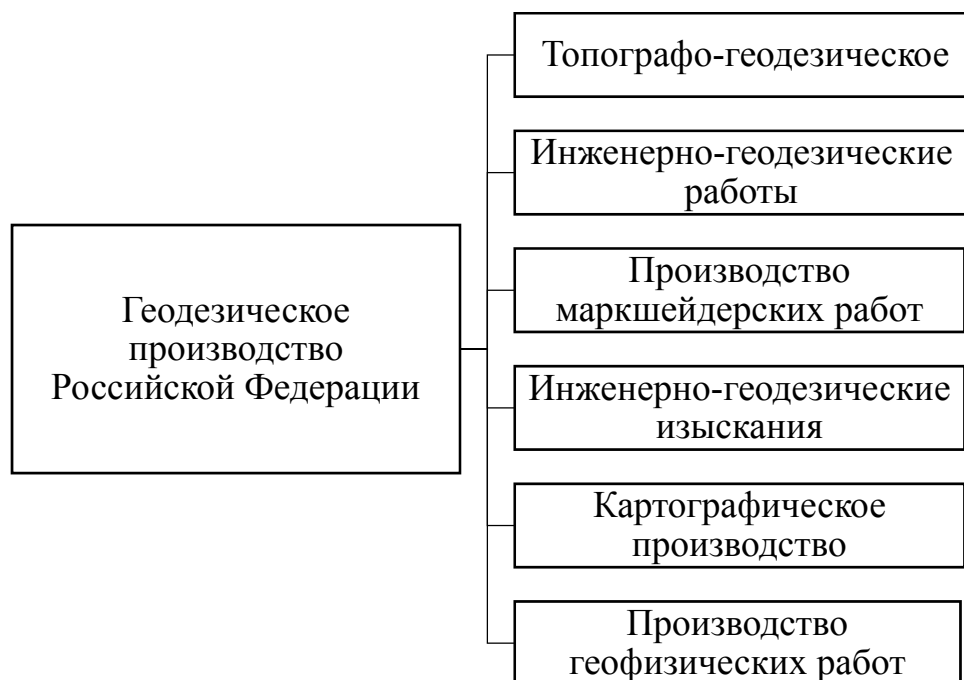 Топографо-геодезическое
Инженерно-геодезические
работы
Производство
маркшейдерских работ
Геодезическое
производство
Российской Федерации
Инженерно-геодезические
изыскания
Картографическое
производство
Производство
геофизических работ